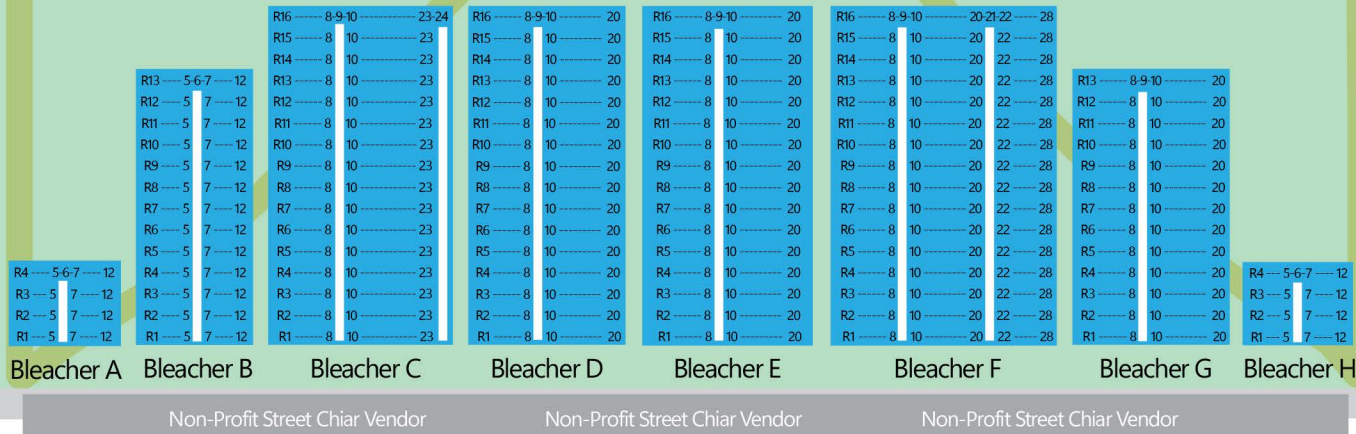 R4 ---- 5-6-7 ---- 12
R3 --- 5 7 ---- 12
R2 --- 5 7 ---- 12
R1 --- 5 7 ---- 12
Bleacher A
R13 ---- 5-6-7 ---- 12
R12 ---- 5 7 ---- 12
R11 ---- 5 7 ---- 12
R10 ---- 5 7 ---- 12
R9 ---- 5 7 ---- 12
R8 ---- 5 7 ---- 12
R7 ---- 5 7 ---- 12
R6 ---- 5 7 ---- 12
R5 ---- 5 7 ---- 12
R4 ---- 5 7 ---- 12
R3 ---- 5 7 ---- 12
R2 ---- 5 7 ---- 12
R1 ---- 5 7 ---- 12
Bleacher B
R16 ------ 8-9-10 -------------- 23-24
R15 ------ 8 10 -------------- 23
R14 ------ 8 10 -------------- 23
R13 ------ 8 10 -------------- 23
R12 ------ 8 10 -------------- 23
R11 ------ 8 10 -------------- 23
R10 ------ 8 10 -------------- 23
R9 ------ 8 10 -------------- 23
R8 ------ 8 10 -------------- 23
R7 ------ 8 10 -------------- 23
R6 ------ 8 10 -------------- 23
R5 ------ 8 10 -------------- 23
R4 ------ 8 10 -------------- 23
R3 ------ 8 10 -------------- 23
R2 ------ 8 10 -------------- 23
R1 ------ 8 10 -------------- 23
Bleacher C
R16 ------ 8-9-10 ---------- 20
R15 ------ 8 10 ---------- 20
R14 ------ 8 10 ---------- 20
R13 ------ 8 10 ---------- 20
R12 ------ 8 10 ---------- 20
R11 ------ 8 10 ---------- 20
R10 ------ 8 10 ---------- 20
R9 ------ 8 10 ---------- 20
R8 ------ 8 10 ---------- 20
R7 ------ 8 10 ---------- 20
R6 ------ 8 10 ---------- 20
R5 ------ 8 10 ---------- 20
R4 ------ 8 10 ---------- 20
R3 ------ 8 10 ---------- 20
R2 ------ 8 10 ---------- 20
R1 ------ 8 10 ---------- 20
Bleacher D
R16 ------ 8-9-10 ---------- 20
R15 ------ 8 10 ---------- 20
R14 ------ 8 10 ---------- 20
R13 ------ 8 10 ---------- 20
R12 ------ 8 10 ---------- 20
R11 ------ 8 10 ---------- 20
R10 ------ 8 10 ---------- 20
R9 ------ 8 10 ---------- 20
R8 ------ 8 10 ---------- 20
R7 ------ 8 10 ---------- 20
R6 ------ 8 10 ---------- 20
R5 ------ 8 10 ---------- 20
R4 ------ 8 10 ---------- 20
R3 ------ 8 10 ---------- 20
R2 ------ 8 10 ---------- 20
R1 ------ 8 10 ---------- 20
Bleacher E
R16 ------ 8-9-10 ---------- 20-21-22 ----- 28
R15 ------ 8 10 ---------- 20 22 ----- 28
R14 ------ 8 10 ---------- 20 22 ----- 28
R13 ------ 8 10 ---------- 20 22 ----- 28
R12 ------ 8 10 ---------- 20 22 ----- 28
R11 ------ 8 10 ---------- 20 22 ----- 28
R10 ------ 8 10 ---------- 20 22 ----- 28
R9 ------ 8 10 ---------- 20 22 ----- 28
R8 ------ 8 10 ---------- 20 22 ----- 28
R7 ------ 8 10 ---------- 20 22 ----- 28
R6 ------ 8 10 ---------- 20 22 ----- 28
R5 ------ 8 10 ---------- 20 22 ----- 28
R4 ------ 8 10 ---------- 20 22 ----- 28
R3 ------ 8 10 ---------- 20 22 ----- 28
R2 ------ 8 10 ---------- 20 22 ----- 28
R1 ------ 8 10 ---------- 20 22 ----- 28
Bleacher F
R13 ------ 8-9-10 ---------- 20
R12 ------ 8 10 ---------- 20
R11 ------ 8 10 ---------- 20
R10 ------ 8 10 ---------- 20
R9 ------ 8 10 ---------- 20
R8 ------ 8 10 ---------- 20
R7 ------ 8 10 ---------- 20
R6 ------ 8 10 ---------- 20
R5 ------ 8 10 ---------- 20
R4 ------ 8 10 ---------- 20
R3 ------ 8 10 ---------- 20
R2 ------ 8 10 ---------- 20
R1 ------ 8 10 ---------- 20
Bleacher G
R4 --- 5-6-7 ---- 12
R3 --- 5 7 ---- 12
R2 --- 5 7 ---- 12
R1 --- 5 7 ---- 12
Bleacher H
Non-Profit Street Chiar Vendor
Non-Profit Street Chiar Vendor
Non-Profit Street Chiar Vendor